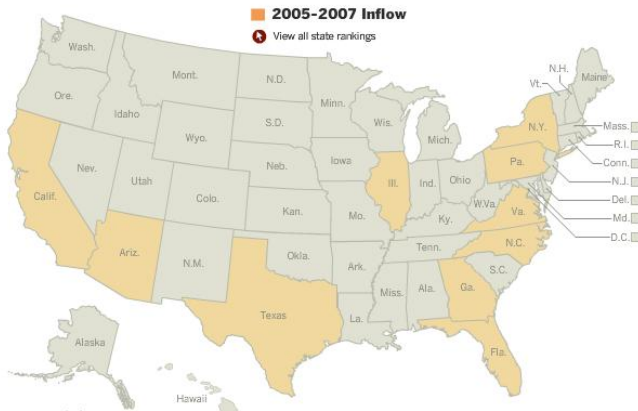 2005-2007 Inflow
View all state rankings
Wash.
Mont.
N.D.
Minn.
Wis.
Mich.
Vt.
N.H.
Maine
Ore.
Idaho
Wyo.
S.D.
Neb.
Iowa
Ill.
Ind.
Ohio
Pa.
N.Y.
Mass.
R.I.
Conn.
N.J.
Del.
Md.
D.C.
Calif.
Nev.
Utah
Colo.
Kan.
Mo.
Ky.
W.Va.
Va.
Ariz.
N.M.
Okla.
Ark.
Tenn.
N.C.
S.C.
Texas
La.
Miss.
Ala.
Ga.
Fla.
Alaska
Hawaii